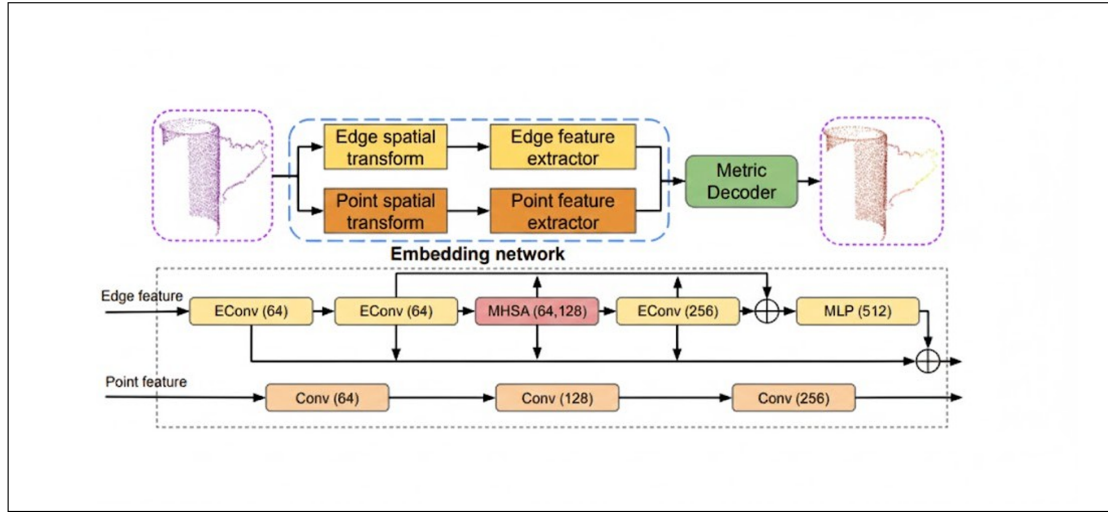 Edge spatial
transform
Edge feature
extractor
Point spatial
transform
Point feature
extractor
Metric
Decoder
Embedding network
Edge feature
EConv (64)
EConv (64)
MHSA (64,128)
EConv (256)
MLP (512)
Point feature
Conv (64)
Conv (128)
Conv (256)